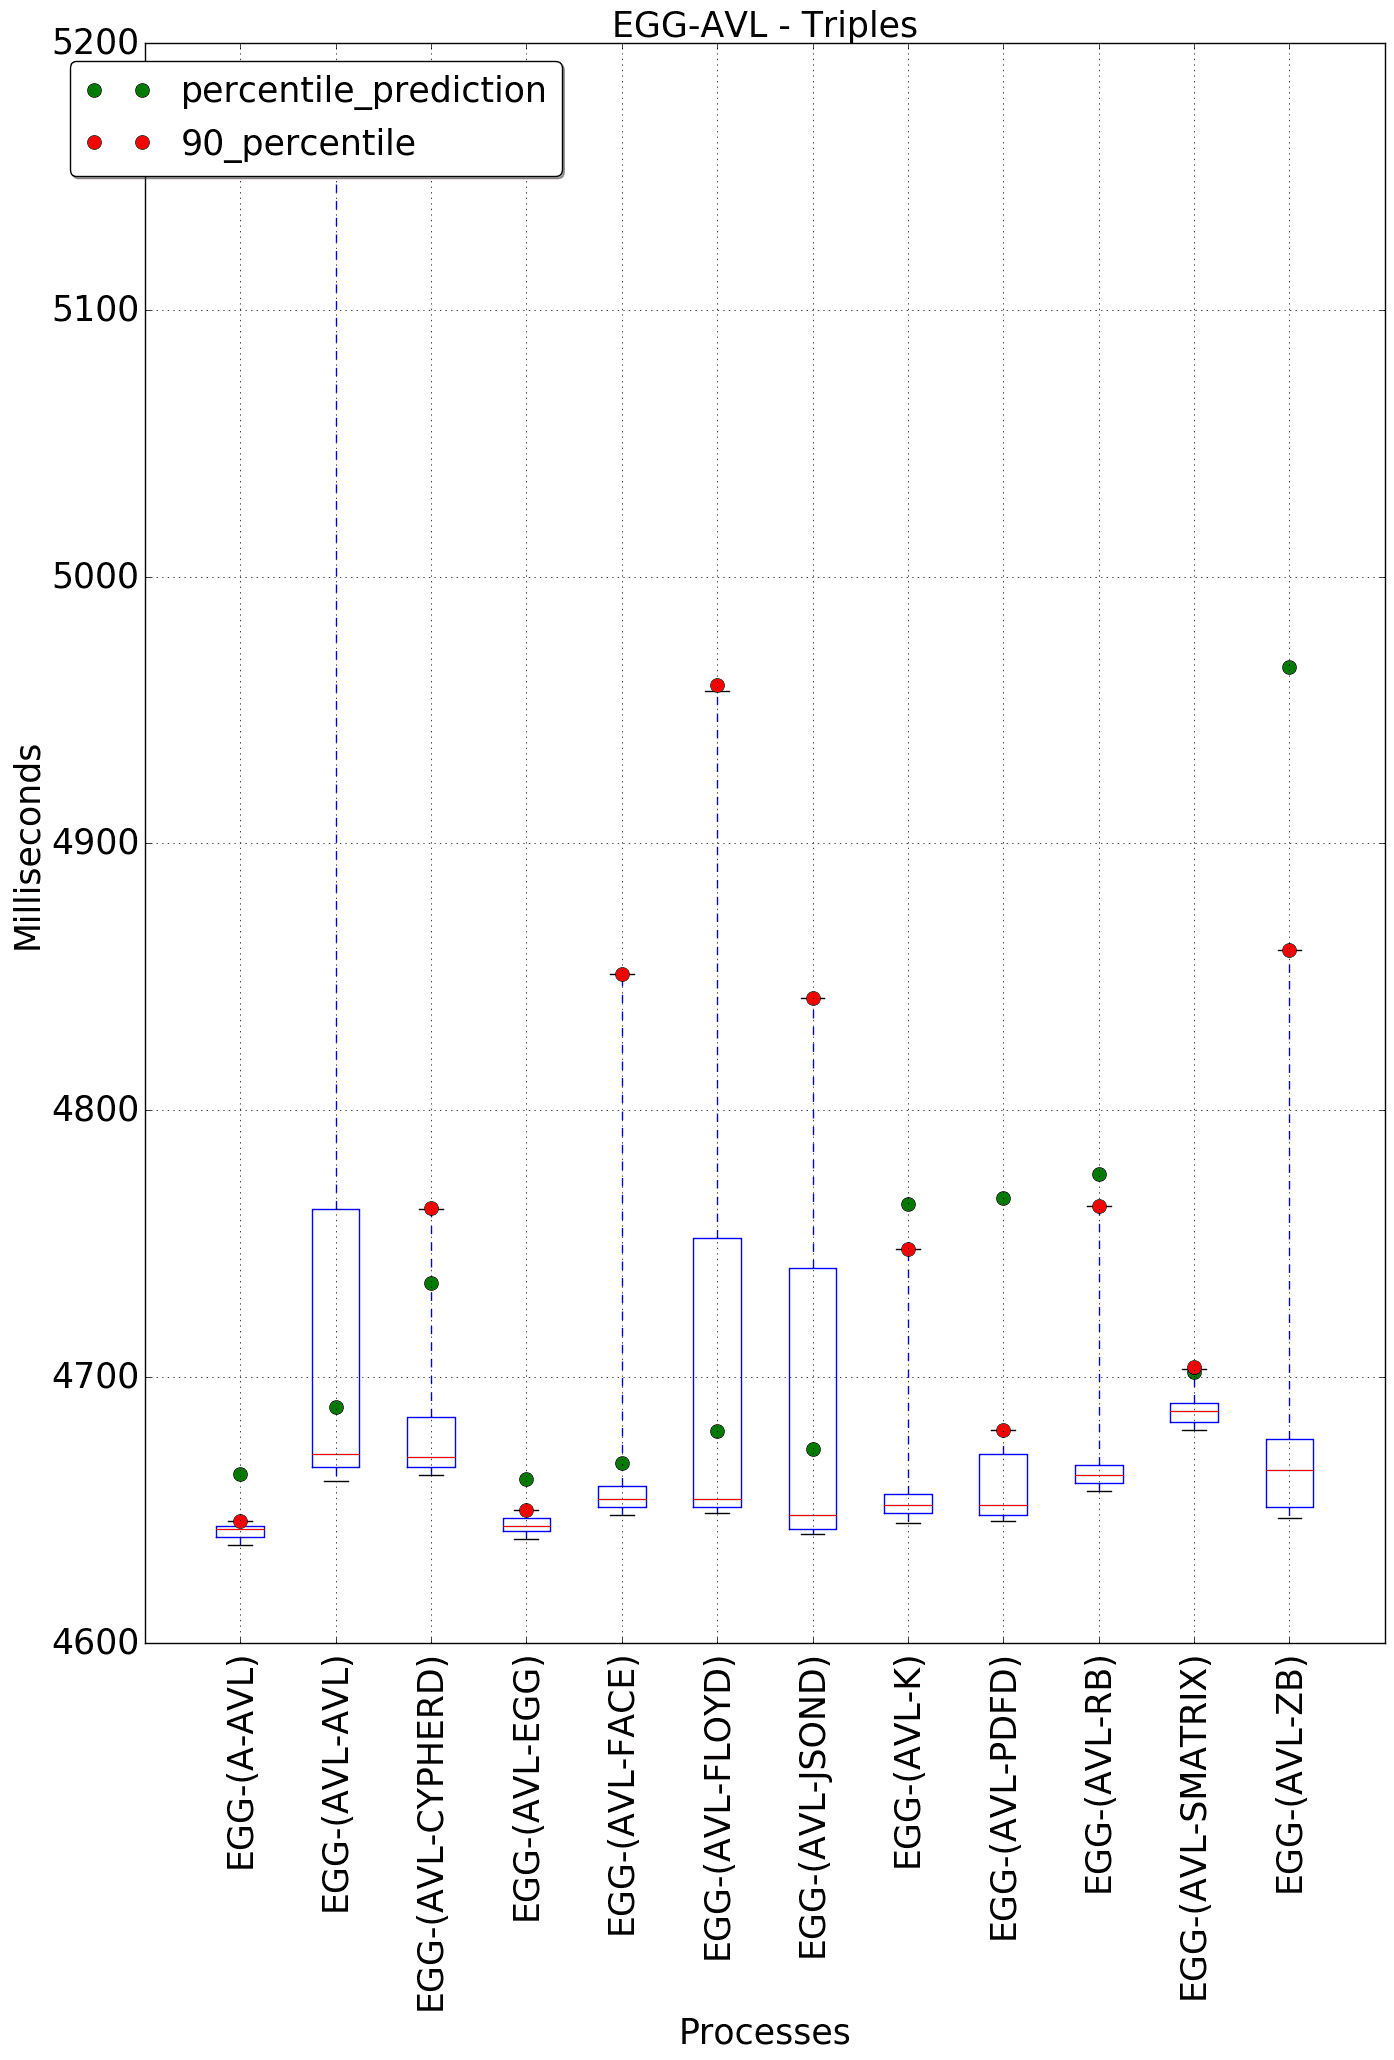 EGG-AVL - Triples
percentile_prediction
90_percentile
5200
5100
5000
4900
4800
4700
4600
Milliseconds
EGG-(A-AVL)
EGG-(AVL-AVL)
EGG-(AVL-CYPHERD)
EGG-(AVL-EGG)
EGG-(AVL-FACE)
EGG-(AVL-FLOYD)
EGG-(AVL-JSOND)
EGG-(AVL-K)
EGG-(AVL-PDFD)
EGG-(AVL-RB)
EGG-(AVL-SMATRIX)
EGG-(AVL-ZB)
Processes